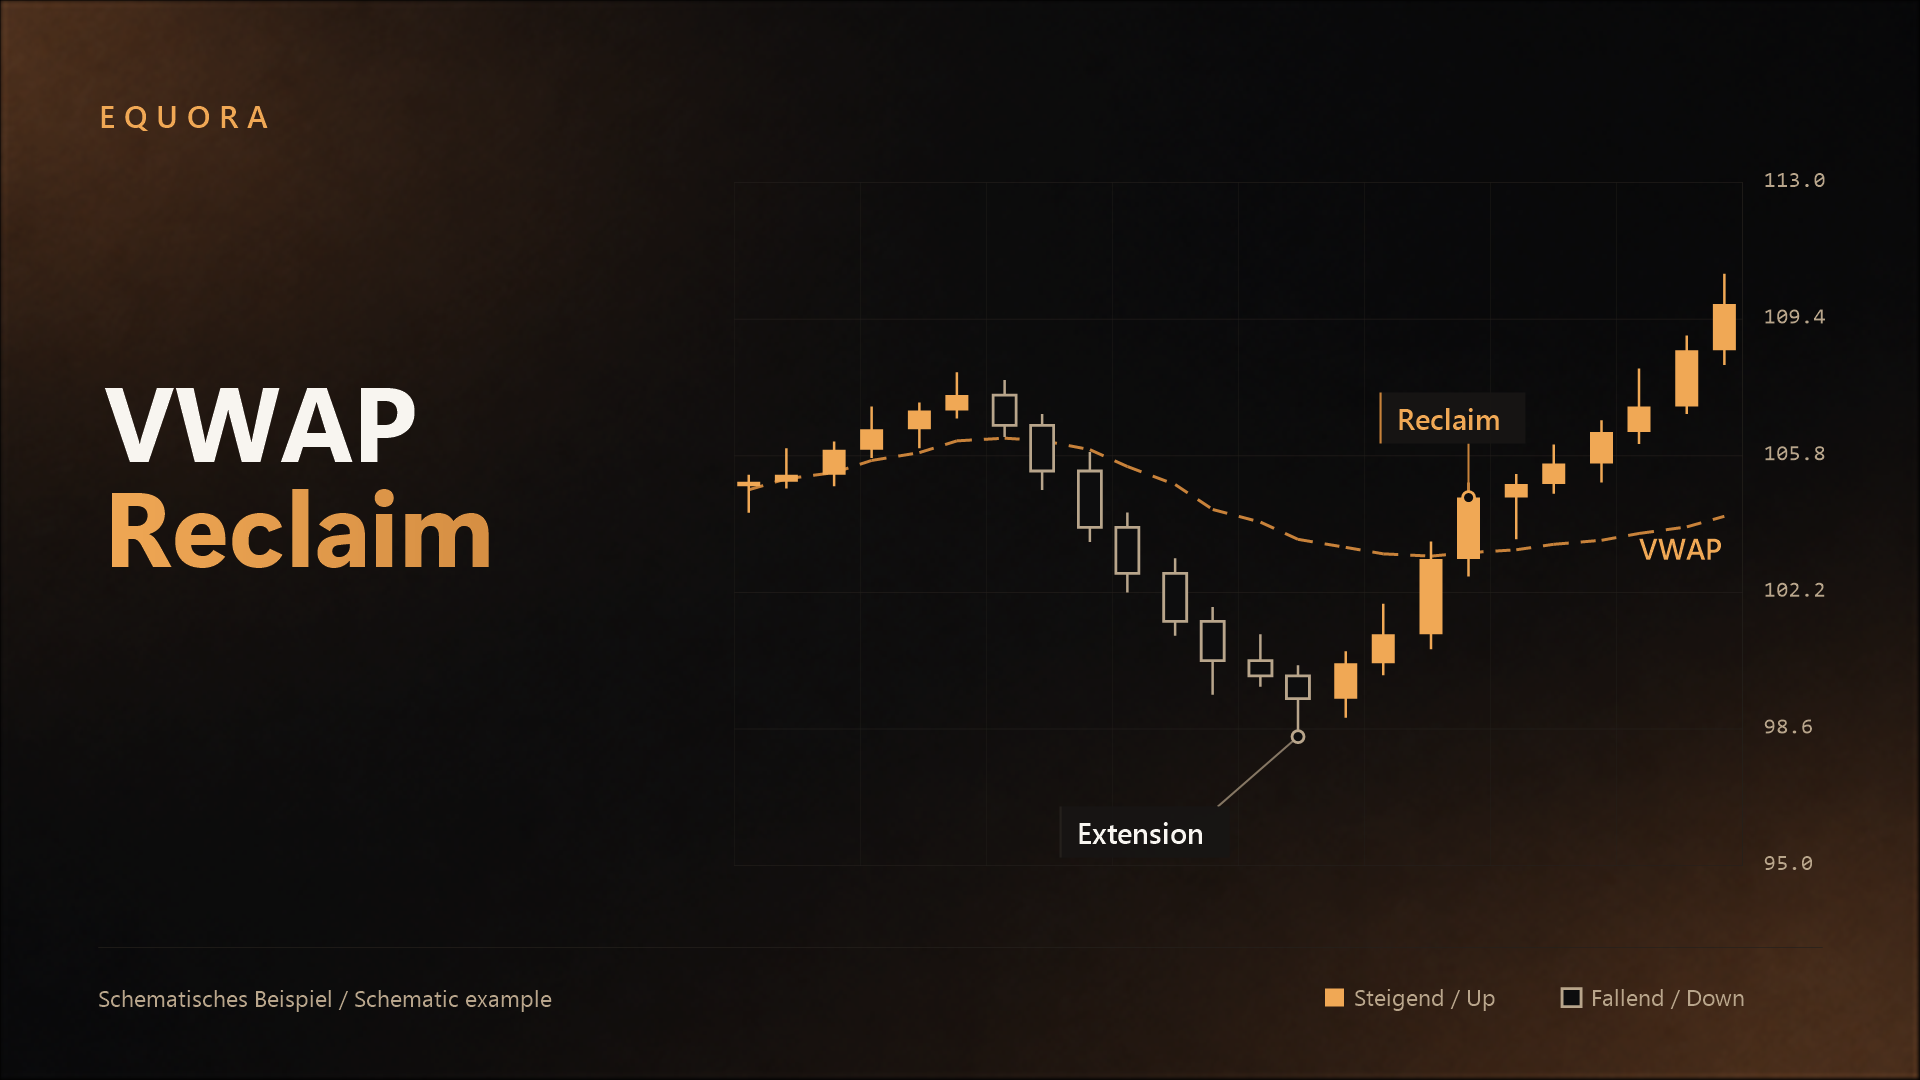 EQUORA
VWAP
Reclaim
113.0
109.4
Reclaim
105.8
VWAP
102.2
98.6
Extension
95.0
Schematisches Beispiel / Schematic example
Steigend / Up
Fallend / Down